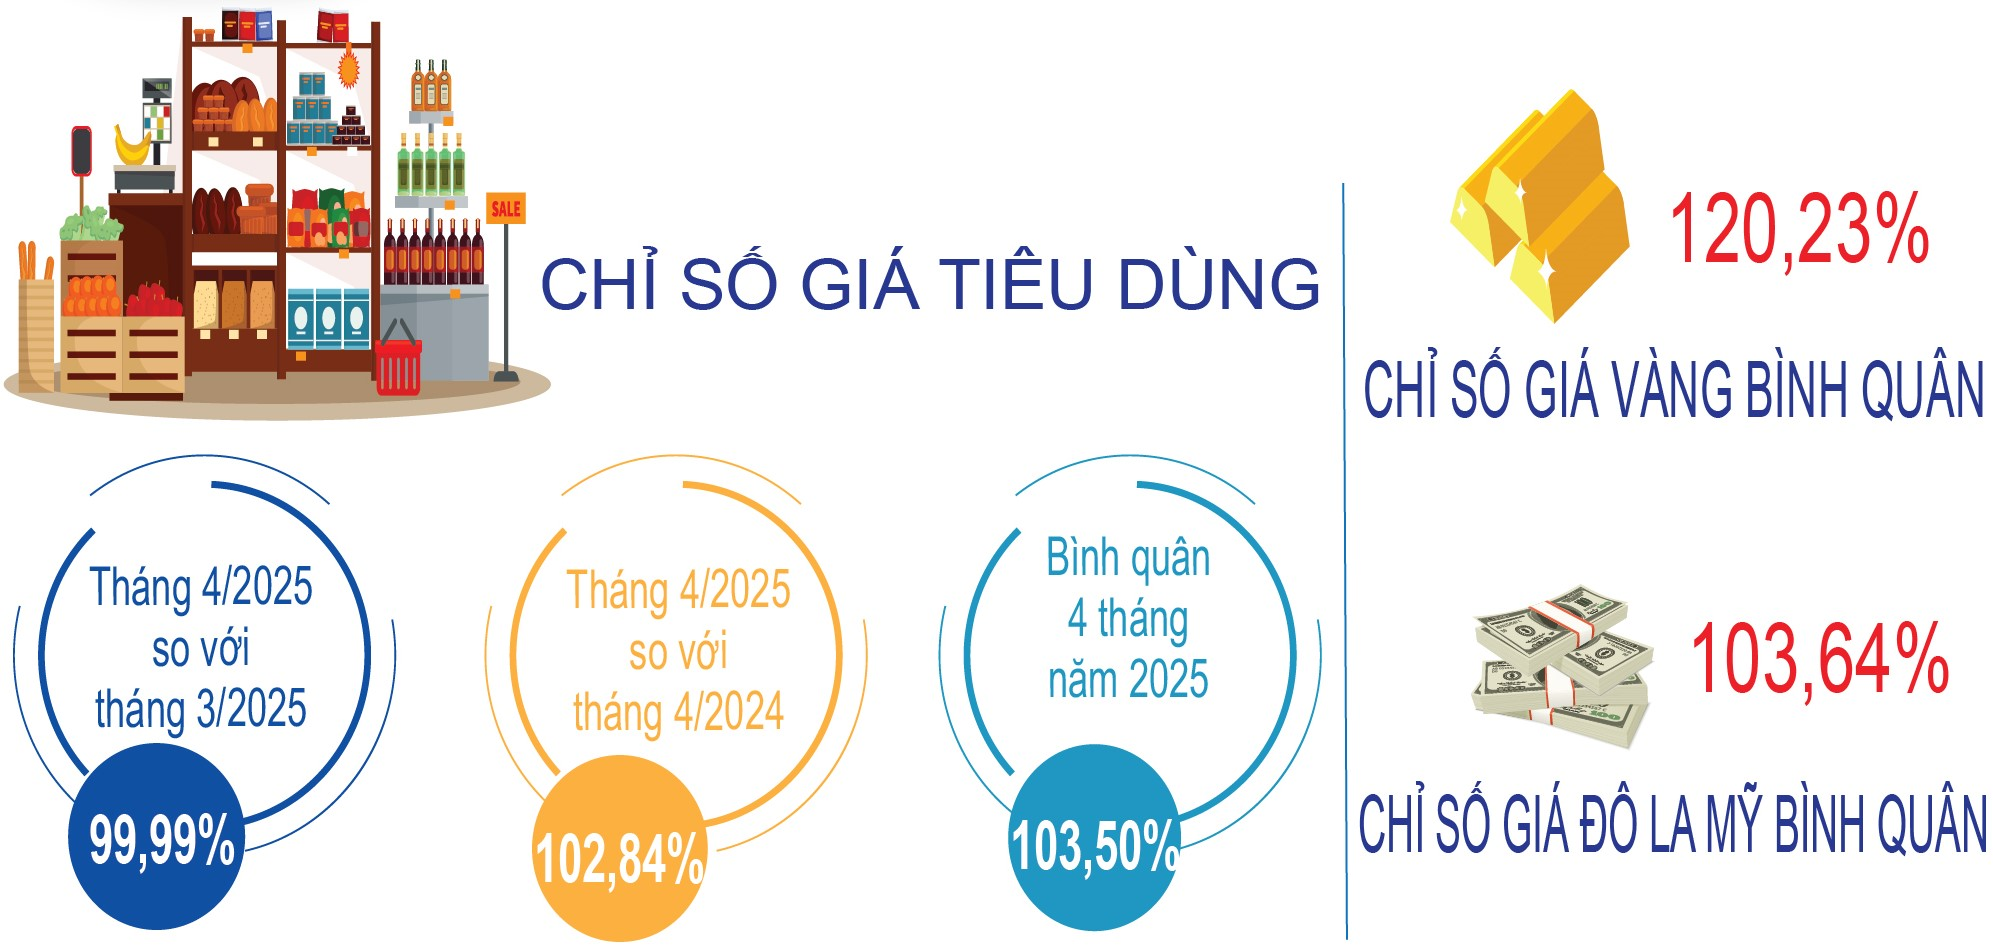 SALE
CHỈ SỐ GIÁ TIÊU DÙNG
Tháng 4/2025
so với
tháng 3/2025
99,99%
Tháng 4/2025
so với
tháng 4/2024
102,84%
Bình quân
4 tháng
năm 2025
103,50%
120,23%
CHỈ SỐ GIÁ VÀNG BÌNH QUÂN
103,64%
CHỈ SỐ GIÁ ĐÔ LA MỸ BÌNH QUÂN